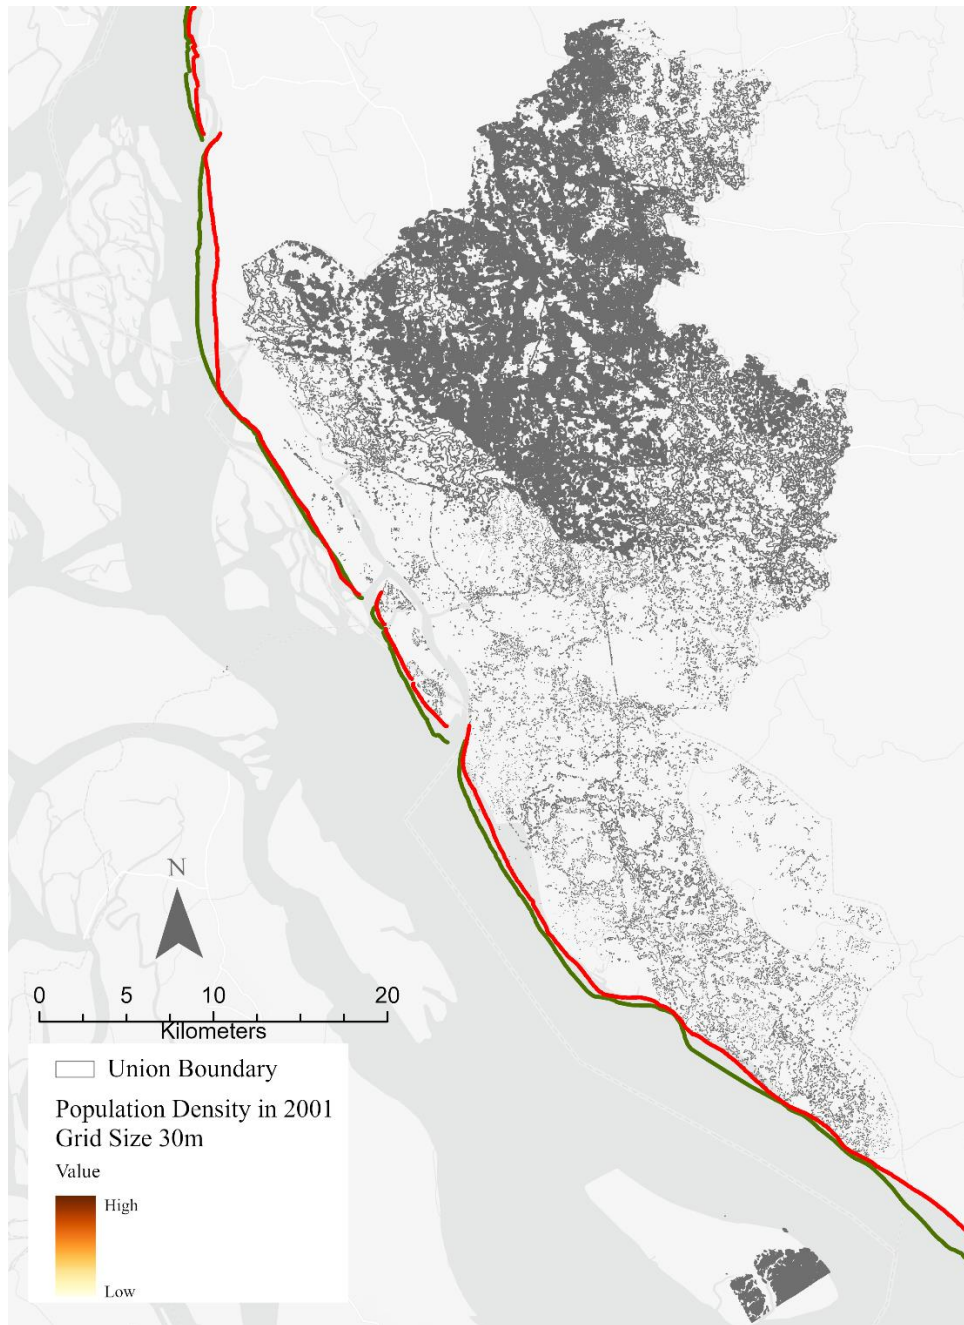 N
0 5 10 20
Kilometers
Union Boundary
Population Density in 2001
Grid Size 30m
Value
High
Low